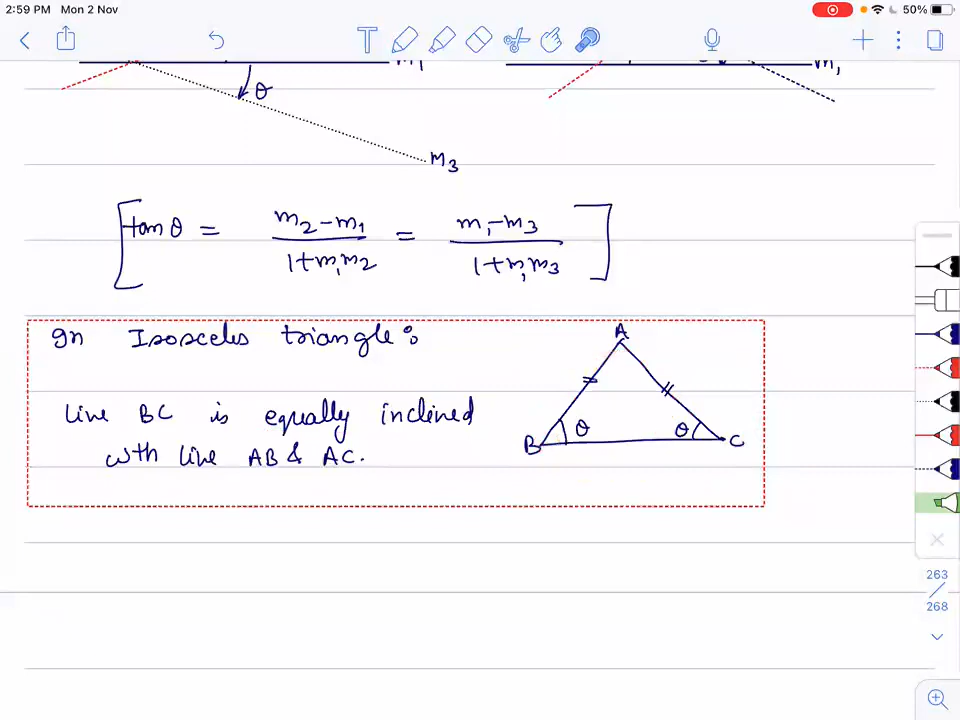 2:59 PM Mon 2 Nov
50%
m1
θ
m3
m1
tan θ = m2-m1 / 1+m1m2 = m1-m3 / 1+m1m3
In Isosceles triangle:
Line BC is equally inclined
with line AB & AC.
A
B θ θ C
263
268